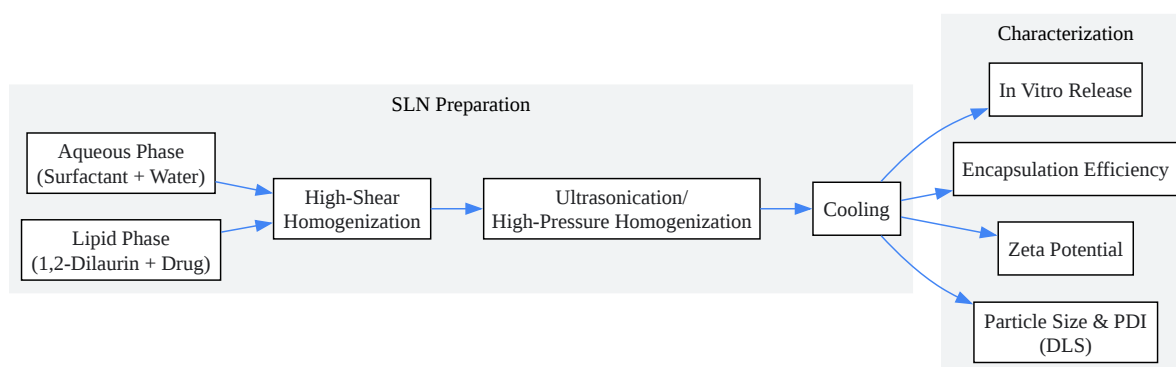 SLN Preparation
Aqueous Phase
(Surfactant + Water)
Lipid Phase
(1,2-Dilaurin + Drug)
High-Shear
Homogenization
Ultrasonication/
High-Pressure Homogenization
Cooling
Characterization
In Vitro Release
Encapsulation Efficiency
Zeta Potential
Particle Size & PDI
(DLS)